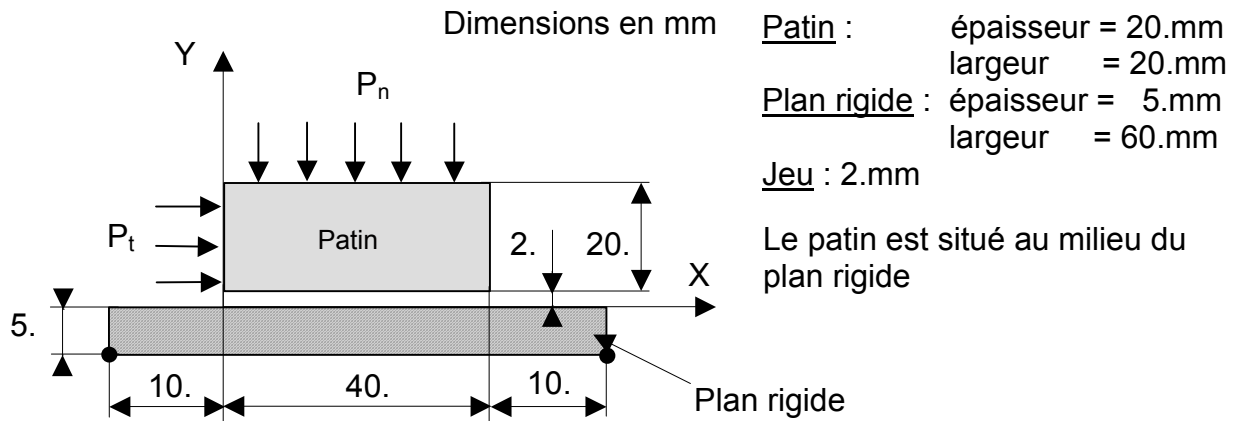 Dimensions en mm
Patin : épaisseur = 20.mm
largeur = 20.mm
Plan rigide : épaisseur = 5.mm
largeur = 60.mm
Jeu : 2.mm
Le patin est situé au milieu du
plan rigide
Y
Pn
Pt
Patin
2.
20.
X
5.
10.
40.
10.
Plan rigide